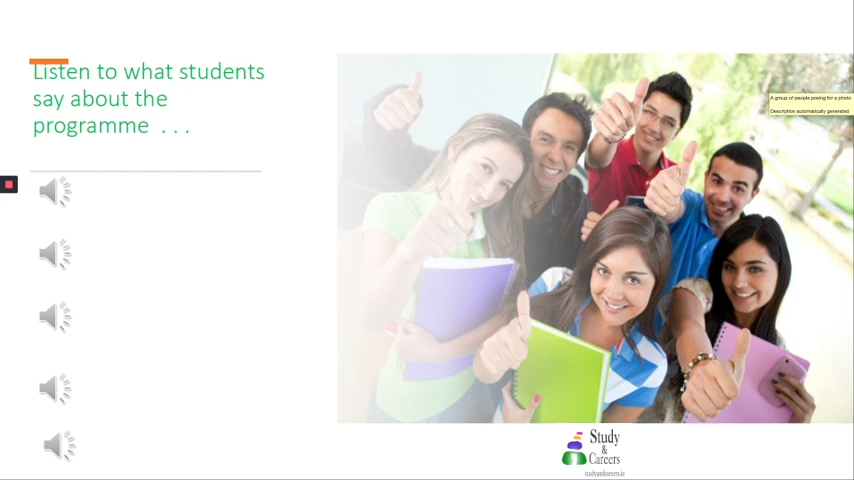 Listen to what students
say about the
programme . . .
A group of people posing for a photo
Description automatically generated
Study
&
Careers
studyandcareers.ie